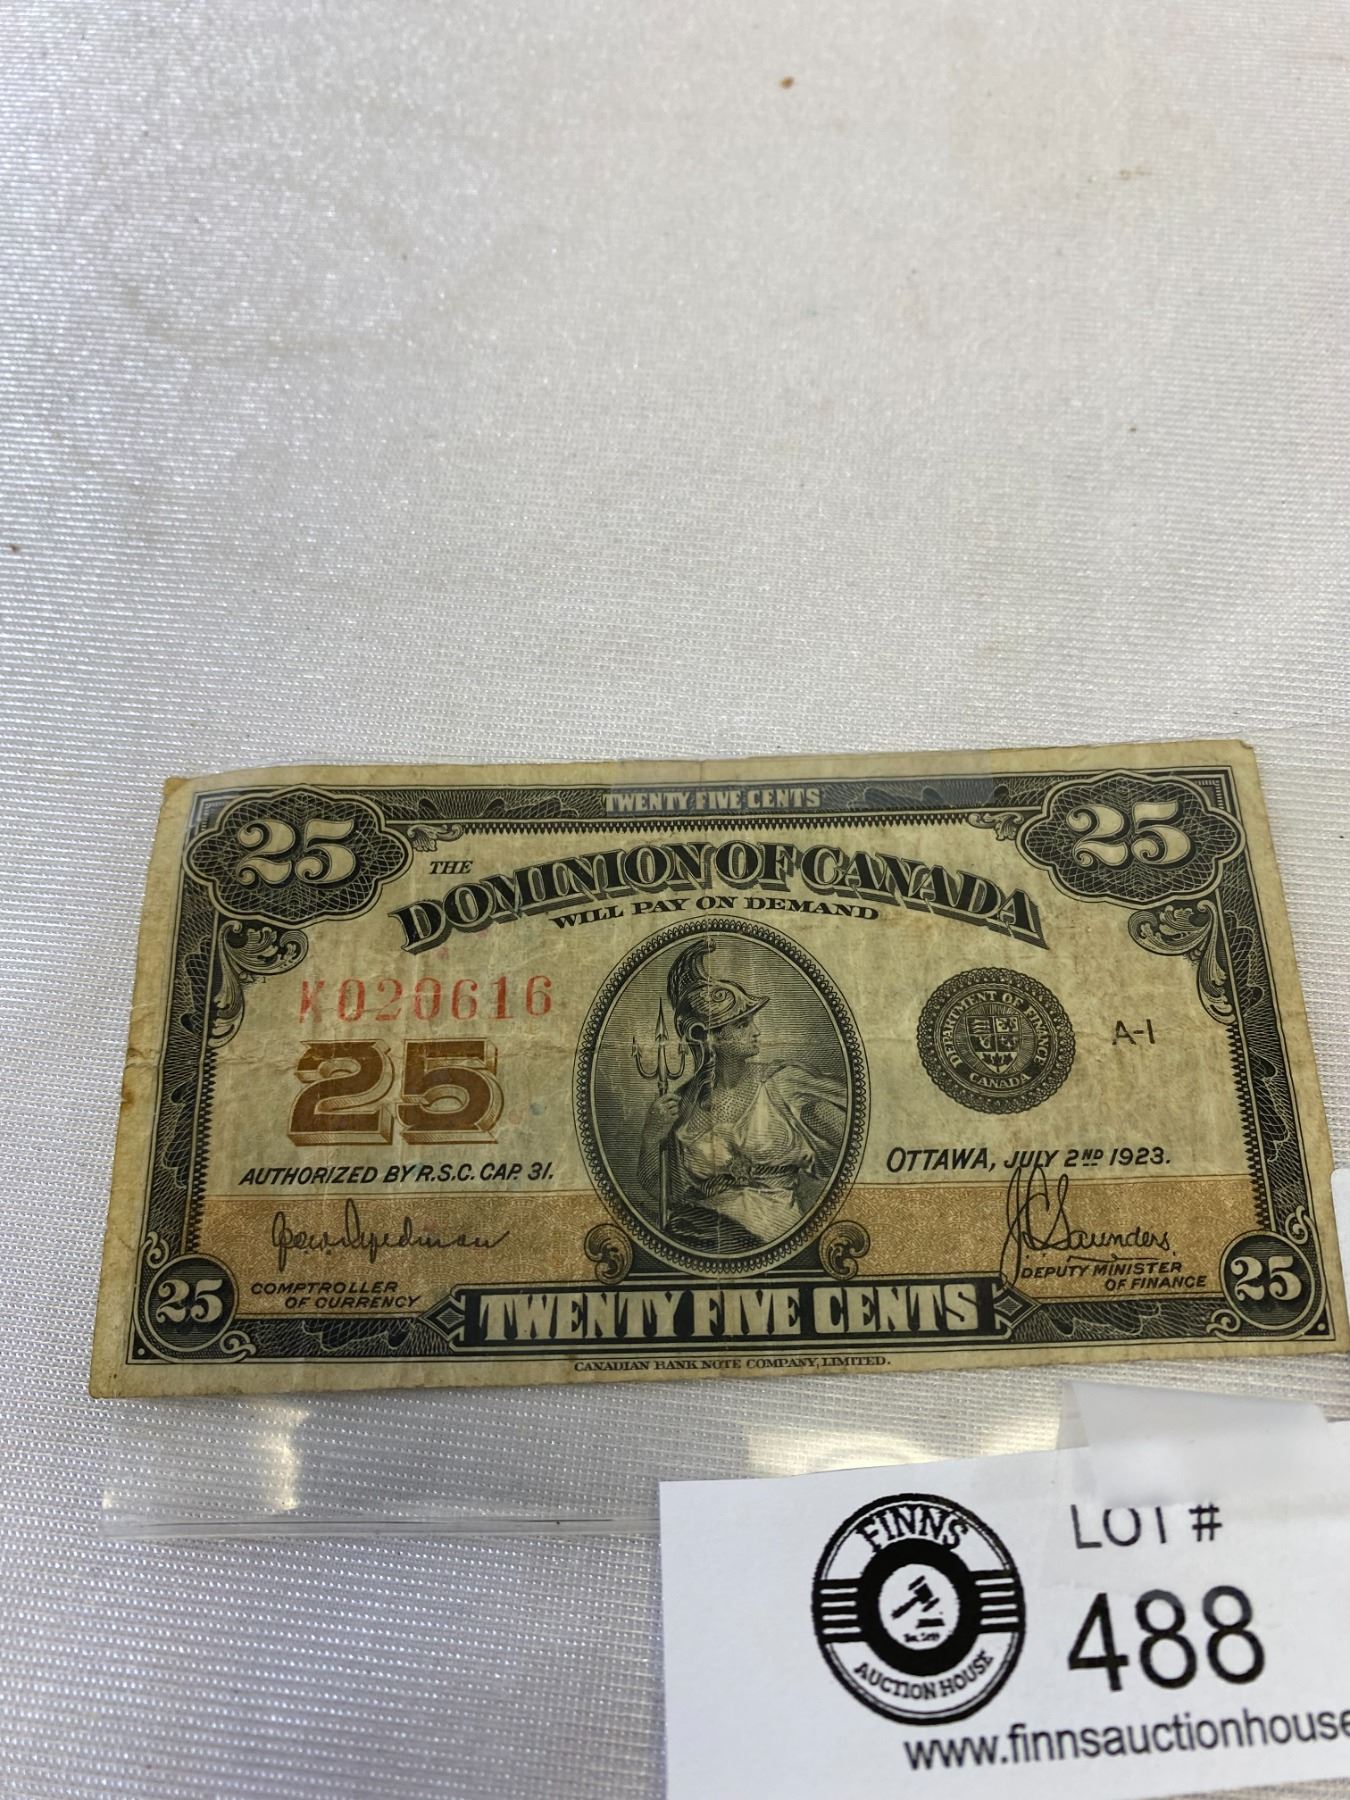 TWENTY FIVE CENTS
25 25
THE
DOMINION OF CANADA
WILL PAY ON DEMAND
K020616
25
DEPARTMENT OF FINANCE
CANADA
A-1
AUTHORIZED BY R.S.C. CAP. 31.
OTTAWA, JULY 2ND 1923.
J C Saunders
COMPTROLLER
OF CURRENCY
DEPUTY MINISTER
OF FINANCE
25 TWENTY FIVE CENTS 25
CANADIAN BANK NOTE COMPANY, LIMITED.
FINNS
AUCTION HOUSE
LOT #
488
www.finnsauctionhouse